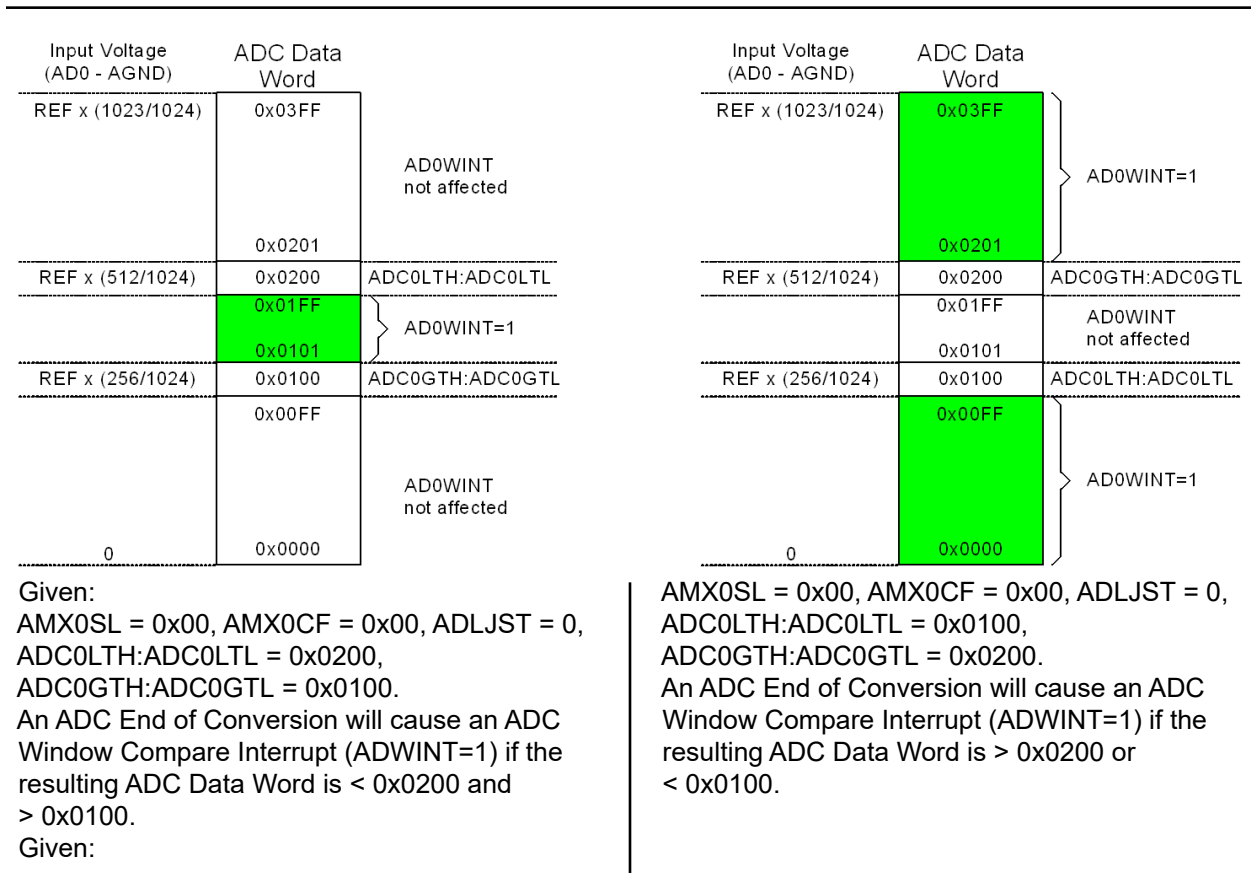 Input Voltage
(AD0 - AGND)
ADC Data
Word
REF x (1023/1024)
0x03FF
AD0WINT
not affected
0x0201
REF x (512/1024)
0x0200
ADC0LTH:ADC0LTL
0x01FF
AD0WINT=1
0x0101
REF x (256/1024)
0x0100
ADC0GTH:ADC0GTL
0x00FF
AD0WINT
not affected
0
0x0000
Given:
AMX0SL = 0x00, AMX0CF = 0x00, ADLJST = 0,
ADC0LTH:ADC0LTL = 0x0200,
ADC0GTH:ADC0GTL = 0x0100.
An ADC End of Conversion will cause an ADC
Window Compare Interrupt (ADWINT=1) if the
resulting ADC Data Word is < 0x0200 and
> 0x0100.
Given:
Input Voltage
(AD0 - AGND)
ADC Data
Word
REF x (1023/1024)
0x03FF
AD0WINT=1
0x0201
REF x (512/1024)
0x0200
ADC0GTH:ADC0GTL
0x01FF
AD0WINT
not affected
0x0101
REF x (256/1024)
0x0100
ADC0LTH:ADC0LTL
0x00FF
AD0WINT=1
0
0x0000
AMX0SL = 0x00, AMX0CF = 0x00, ADLJST = 0,
ADC0LTH:ADC0LTL = 0x0100,
ADC0GTH:ADC0GTL = 0x0200.
An ADC End of Conversion will cause an ADC
Window Compare Interrupt (ADWINT=1) if the
resulting ADC Data Word is > 0x0200 or
< 0x0100.